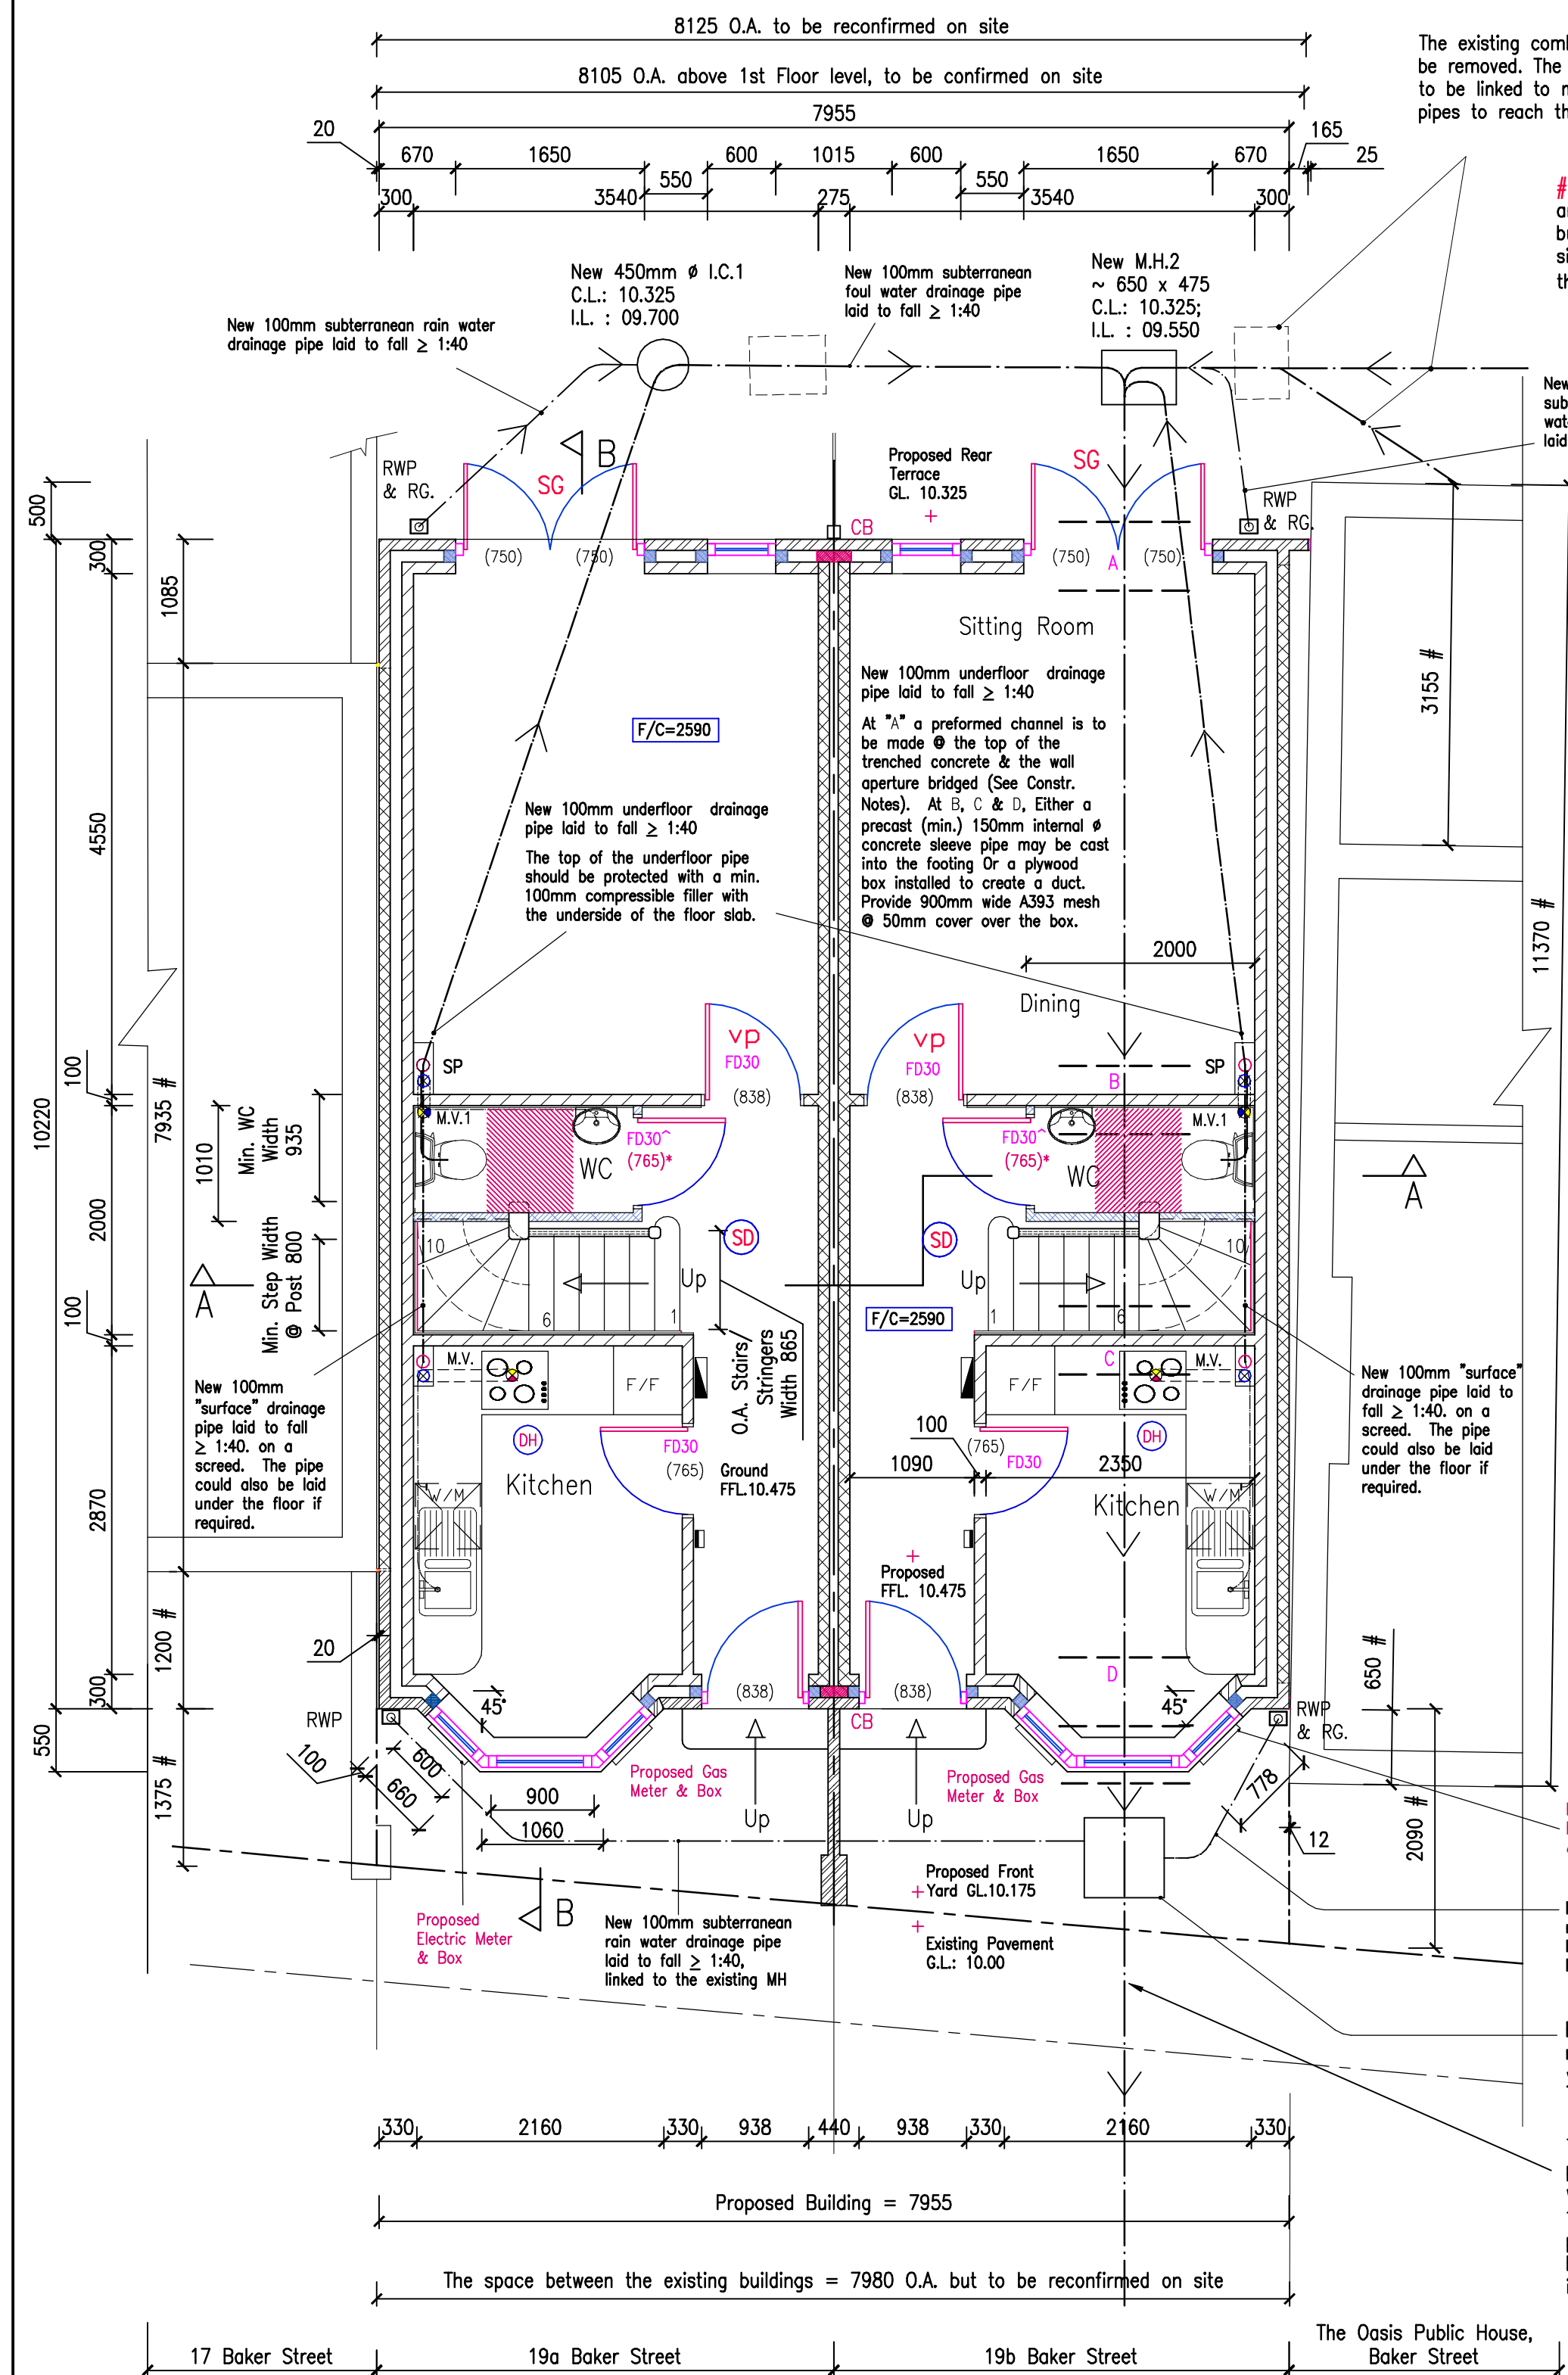 8125 O.A. to be reconfirmed on site
8105 O.A. above 1st Floor level, to be confirmed on site
7955
20
165
670
1650
600
1015
600
1650
670
25
550
550
300
3540
275
3540
300
The existing
be removed. The
to be linked to
pipes to reach
#
New 450mm ø I.C.1
C.L.: 10.325
I.L. : 09.700
New 100mm subterranean
foul water drainage pipe
laid to fall ≥ 1:40
New M.H.2
~ 650 x 475
C.L.: 10.325;
I.L. : 09.550
New 100mm subterranean rain water
drainage pipe laid to fall ≥ 1:40
New
laid
B
RWP
& RG.
SG
Proposed Rear
Terrace
GL. 10.325
SG
RWP
& RG.
CB
(750)
(750)
(750)
A
(750)
500
300
1085
Sitting Room
3155 #
New 100mm underfloor drainage
pipe laid to fall ≥ 1:40
At "A" a preformed channel is to
be made @ the top of the
trenched concrete & the wall
aperture bridged (See Constr.
Notes). At B, C & D, Either a
precast (min.) 150mm internal ø
concrete sleeve pipe may be cast
into the footing Or a plywood
box installed to create a duct.
Provide 900mm wide A393 mesh
@ 50mm cover over the box.
F/C=2590
New 100mm underfloor drainage
pipe laid to fall ≥ 1:40
The top of the underfloor pipe
should be protected with a min.
100mm compressible filler with
the underside of the floor slab.
4550
11370 #
2000
Dining
vp
FD30
(838)
vp
FD30
(838)
SP
SP
B
100
10220
7935 #
1010
Min. WC
Width
935
M.V.1
FD30^
(765)*
WC
FD30^
(765)*
WC
M.V.1
A
2000
SD
SD
10
10
Up
Up
6
1
1
6
A
Min. Step Width
@ Post 800
100
F/C=2590
O.A. Stairs/
Stringers
Width 865
M.V.
F/F
F/F
C
M.V.
New 100mm
"surface" drainage
pipe laid to fall
≥ 1:40. on a
screed. The pipe
could also be laid
under the floor if
required.
New 100mm "surface"
drainage pipe laid to
fall ≥ 1:40. on a
screed. The pipe
could also be laid
under the floor if
required.
DH
DH
Kitchen
FD30
(765)
Ground
FFL.10.475
100
(765)
FD30
1090
2350
Kitchen
W/M
W/M
2870
Proposed
FFL. 10.475
1200 #
20
300
550
1375 #
650 #
45°
(838)
(838)
D
45°
RWP
CB
RWP
& RG.
100
600
660
900
1060
Proposed Gas
Meter & Box
Proposed Gas
Meter & Box
Up
Up
778
12
2090 #
Proposed
Electric Meter
& Box
B
New 100mm subterranean
rain water drainage pipe
laid to fall ≥ 1:40,
linked to the existing MH
Proposed Front
Yard GL.10.175
Existing Pavement
G.L.: 10.00
330
2160
330
938
440
938
330
2160
330
Proposed Building = 7955
The space between the existing buildings = 7980 O.A. but to be reconfirmed on site
17 Baker Street
19a Baker Street
19b Baker Street
The Oasis Public House,
Baker Street